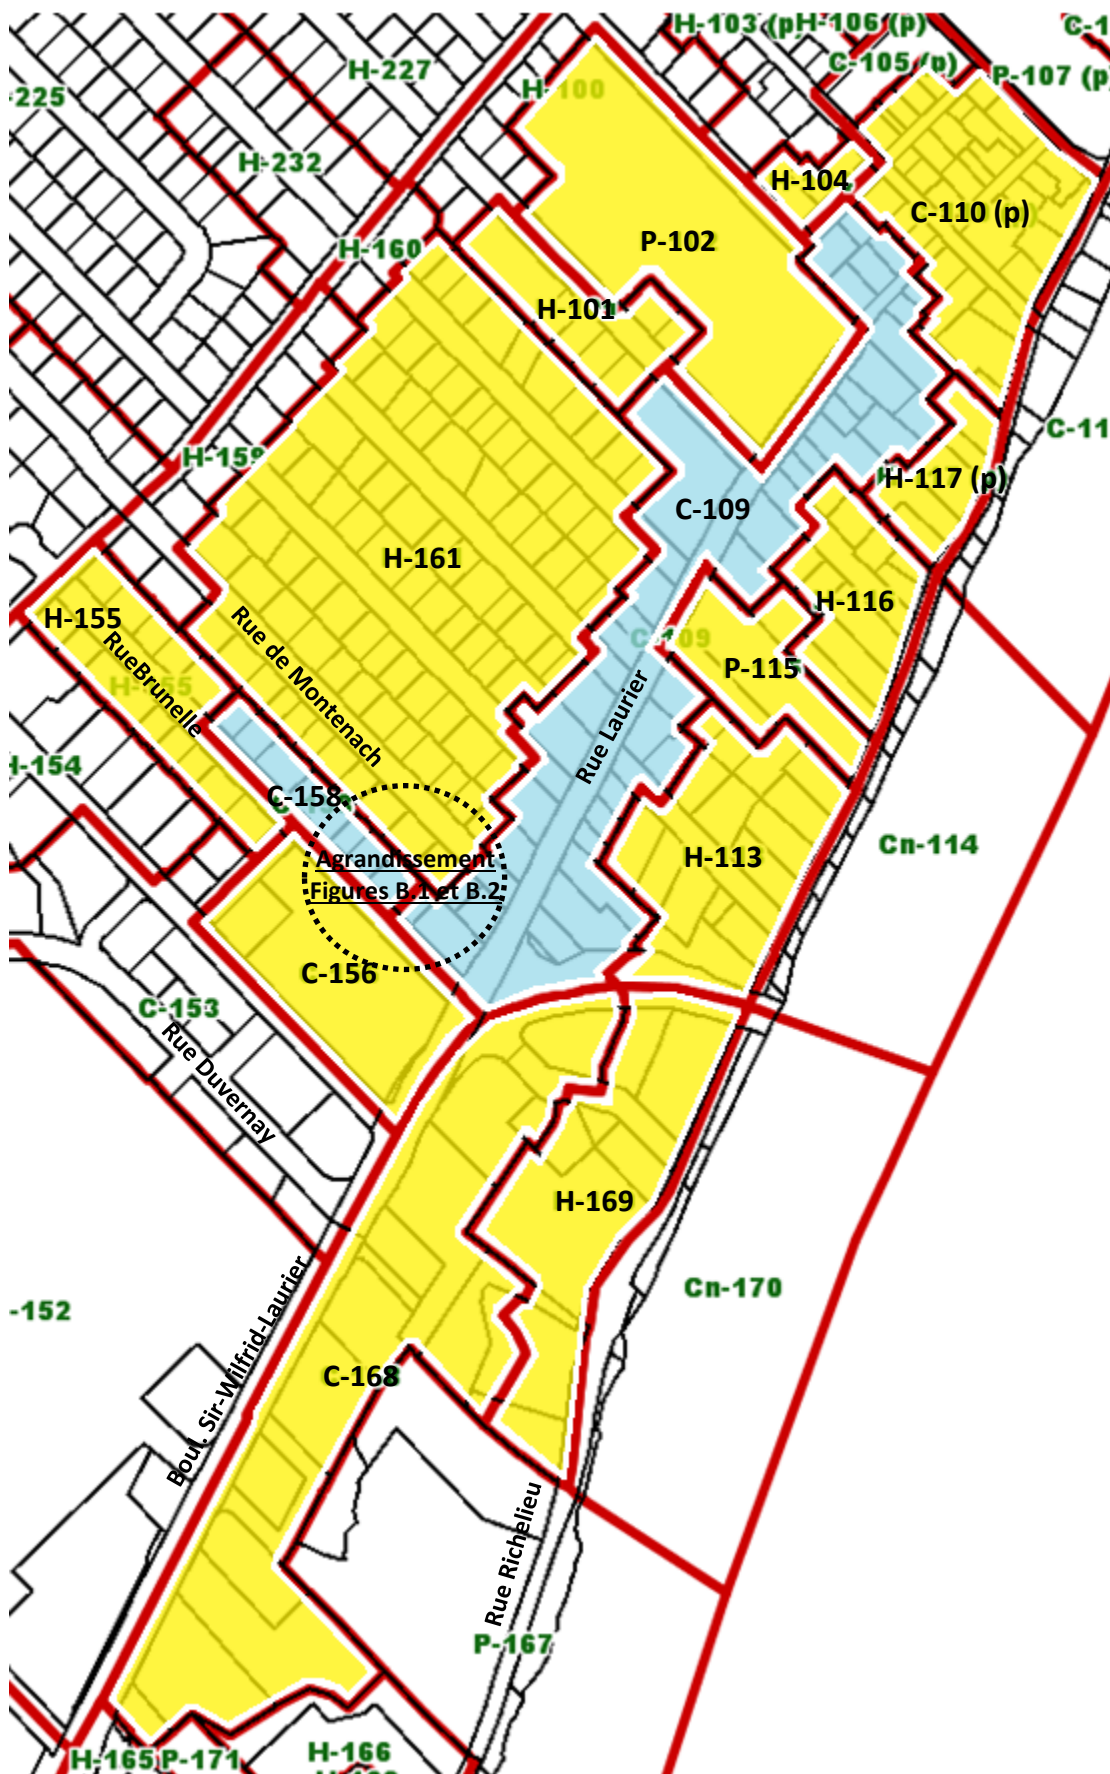 H-103 (p)
H-106 (p)
C-1
C-105 (p)
P-107 (p)
H-227
-225
H-100
H-232
H-104
C-110 (p)
P-102
H-160
H-101
C-11
H-159
H-117 (p)
C-109
H-161
H-116
H-155
Rue de Montenach
RueBrunelle
C-109
P-115
H-155
Rue Laurier
H-154
C-158
Agrandissement
Figures B.1 et B.2
H-113
Cn-114
C-156
C-153
Rue Duvernay
H-169
Cn-170
-152
Boul. Sir-Wilfrid-Laurier
C-168
Rue Richelieu
P-167
H-165
P-171
H-166